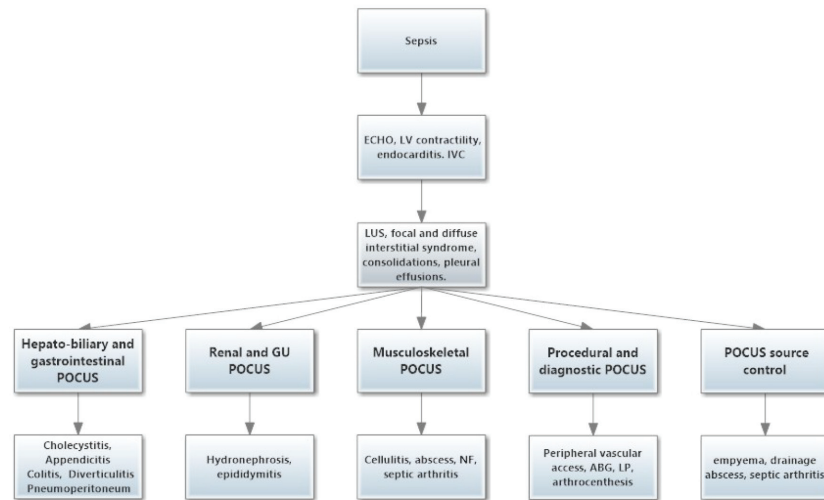 Sepsis
ECHO, LV contractility,
endocarditis. IVC
LUS, focal and diffuse
interstitial syndrome,
consolidations, pleural
effusions.
Hepato-biliary and
gastrointestinal
POCUS
Renal and GU
POCUS
Musculoskeletal
POCUS
Procedural and
diagnostic POCUS
POCUS source
control
Cholecystitis,
Appendicitis
Colitis, Diverticulitis
Pneumoperitoneum
Hydronephrosis,
epididymitis
Cellulitis, abscess, NF,
septic arthritis
Peripheral vascular
access, ABG, LP,
arthrocenthesis
empyema, drainage
abscess, septic arthritis